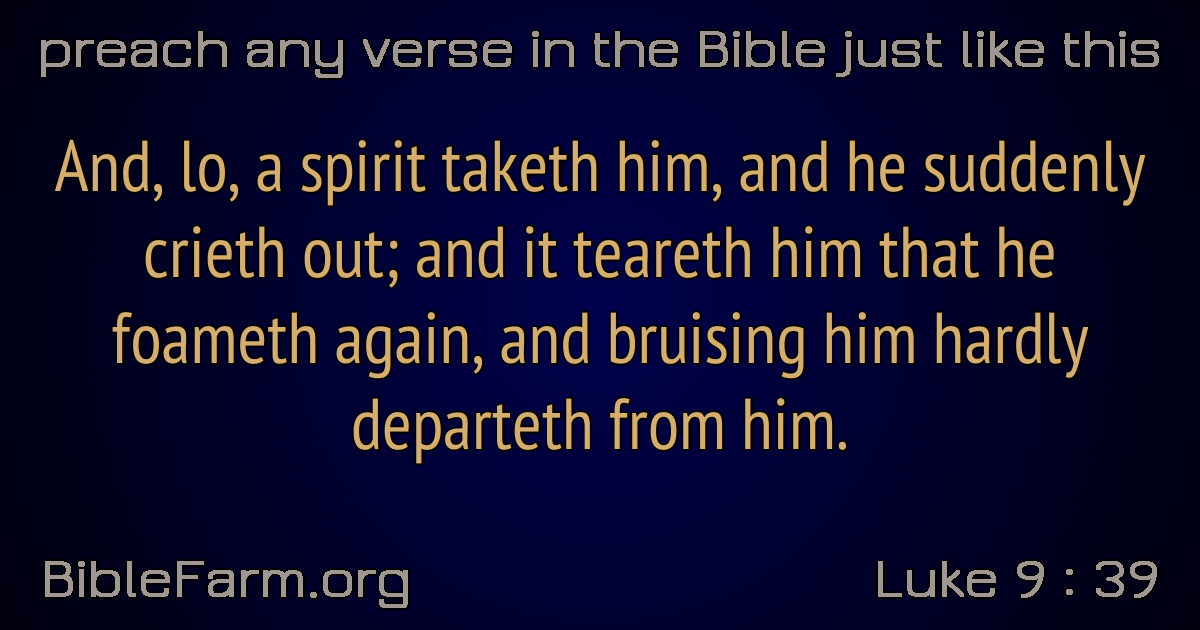 preach any verse in the Bible just like this
And, lo, a spirit taketh him, and he suddenly
crieth out; and it teareth him that he
foameth again, and bruising him hardly
departeth from him.
BibleFarm.org
Luke 9 : 39